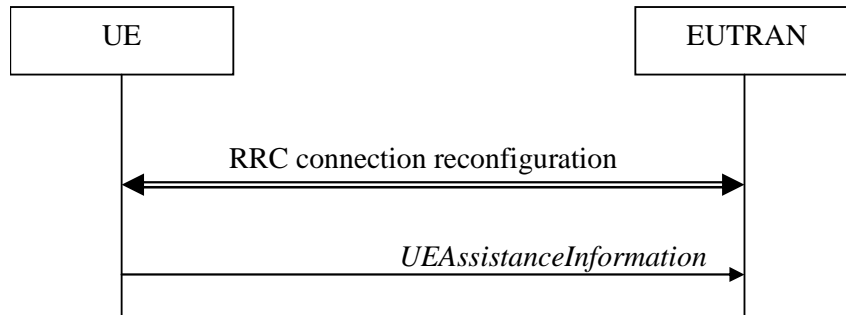 UE
EUTRAN
RRC connection reconfiguration
UEAssistanceInformation